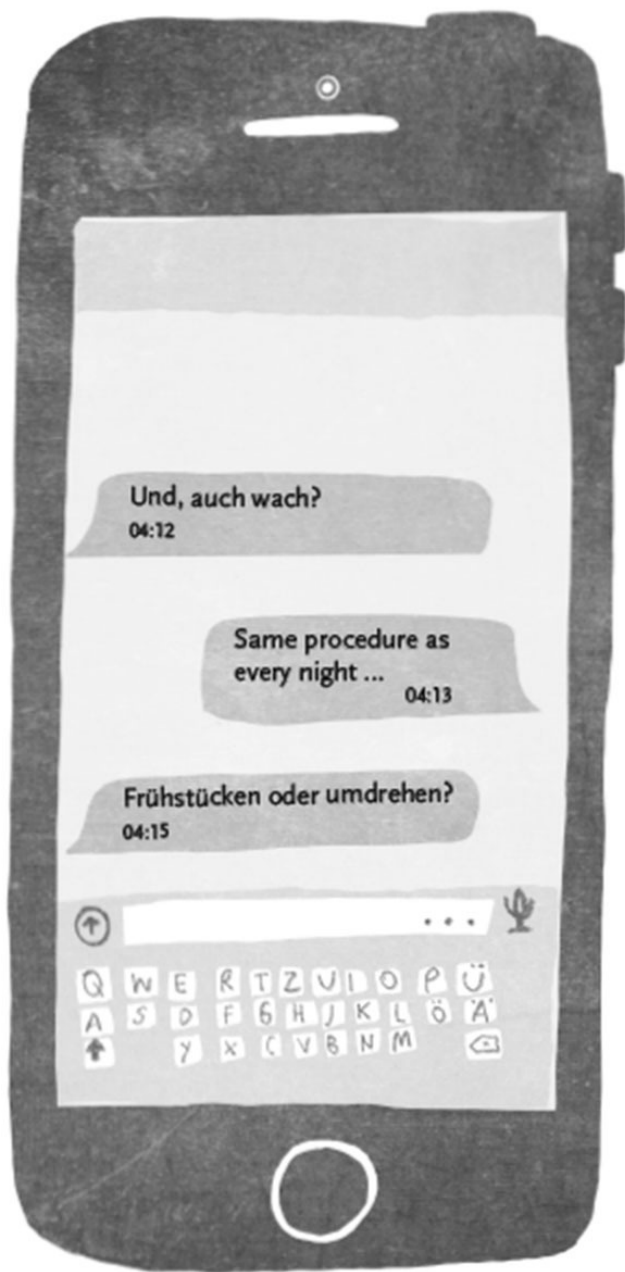 Und, auch wach?
04:12
Same procedure as
every night ...
04:13
Frühstücken oder umdrehen?
04:15
...
Q W E R T Z U I O P Ü
A S D F G H J K L Ö Ä
Y X C V B N M